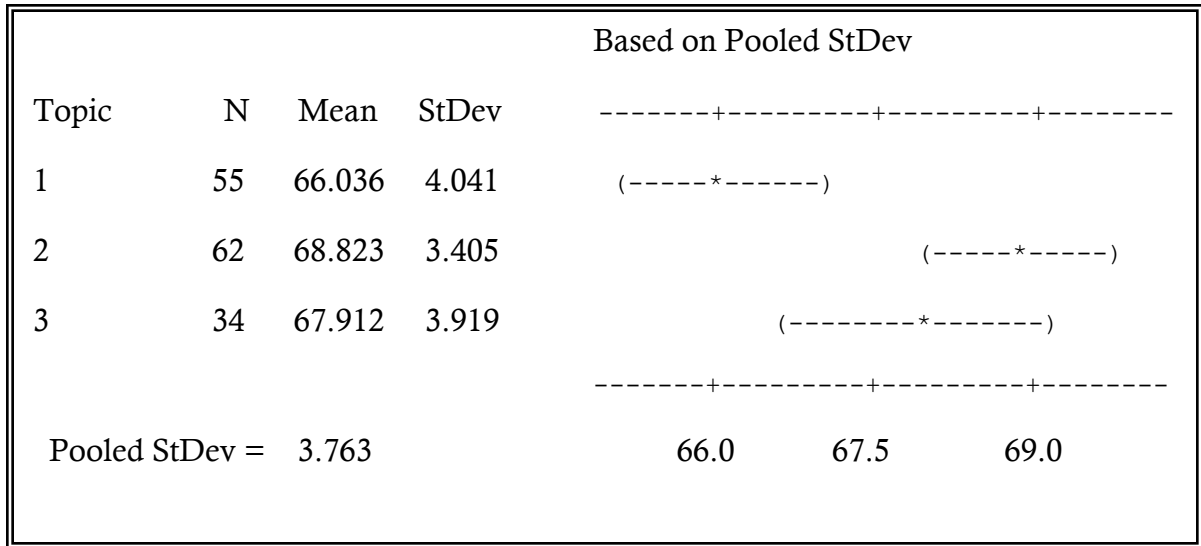 Based on Pooled StDev
Topic N Mean StDev -------+---------+---------+--------
1 55 66.036 4.041 (-----*------)
2 62 68.823 3.405 (-----*-----)
3 34 67.912 3.919 (--------*-------)
-------+---------+---------+--------
Pooled StDev = 3.763 66.0 67.5 69.0